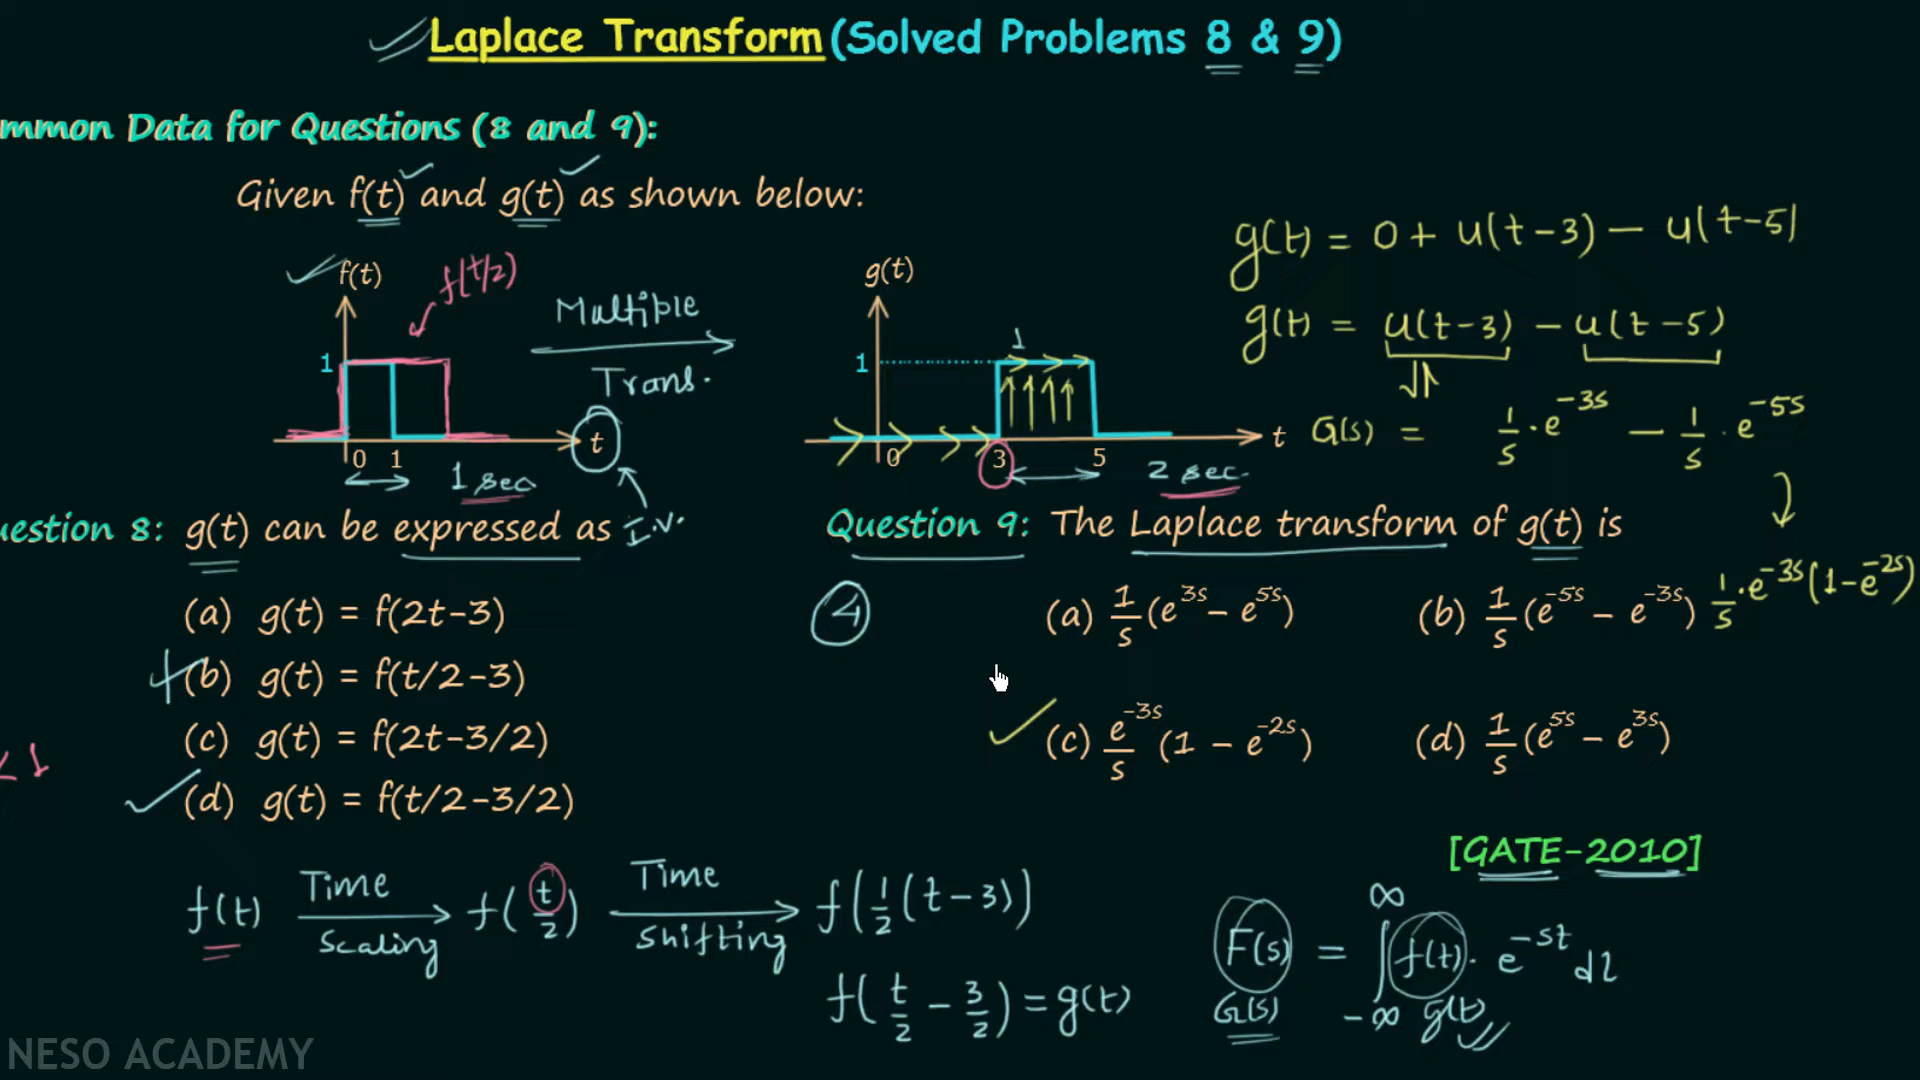 Laplace Transform (Solved Problems 8 & 9)
mmon Data for Questions (8 and 9):
Given f(t) and g(t) as shown below:
f(t)
f(t/2)
1
0 1
1 sec
t
I.V.
Multiple
Trans.
g(t)
1
1
0 3 5
2 sec.
t
g(t) = 0 + u(t-3) - u(t-5)
g(t) = u(t-3) - u(t-5)
G(s) = 1/s · e^-3s - 1/s · e^-5s
1/s · e^-3s (1 - e^-2s)
uestion 8: g(t) can be expressed as
(a) g(t) = f(2t-3)
(b) g(t) = f(t/2-3)
(c) g(t) = f(2t-3/2)
(d) g(t) = f(t/2-3/2)
< 1
Question 9: The Laplace transform of g(t) is
(a) 1/s (e^3s - e^5s)
(b) 1/s (e^-5s - e^-3s)
(c) e^-3s/s (1 - e^-2s)
(d) 1/s (e^5s - e^3s)
[GATE-2010]
f(t) Time Scaling f(t/2) Time Shifting f(1/2 (t-3))
f(t/2 - 3/2) = g(t)
F(s) = ∫ -∞ ∞ f(t) · e^-st
G(s) g(t)
NESO ACADEMY